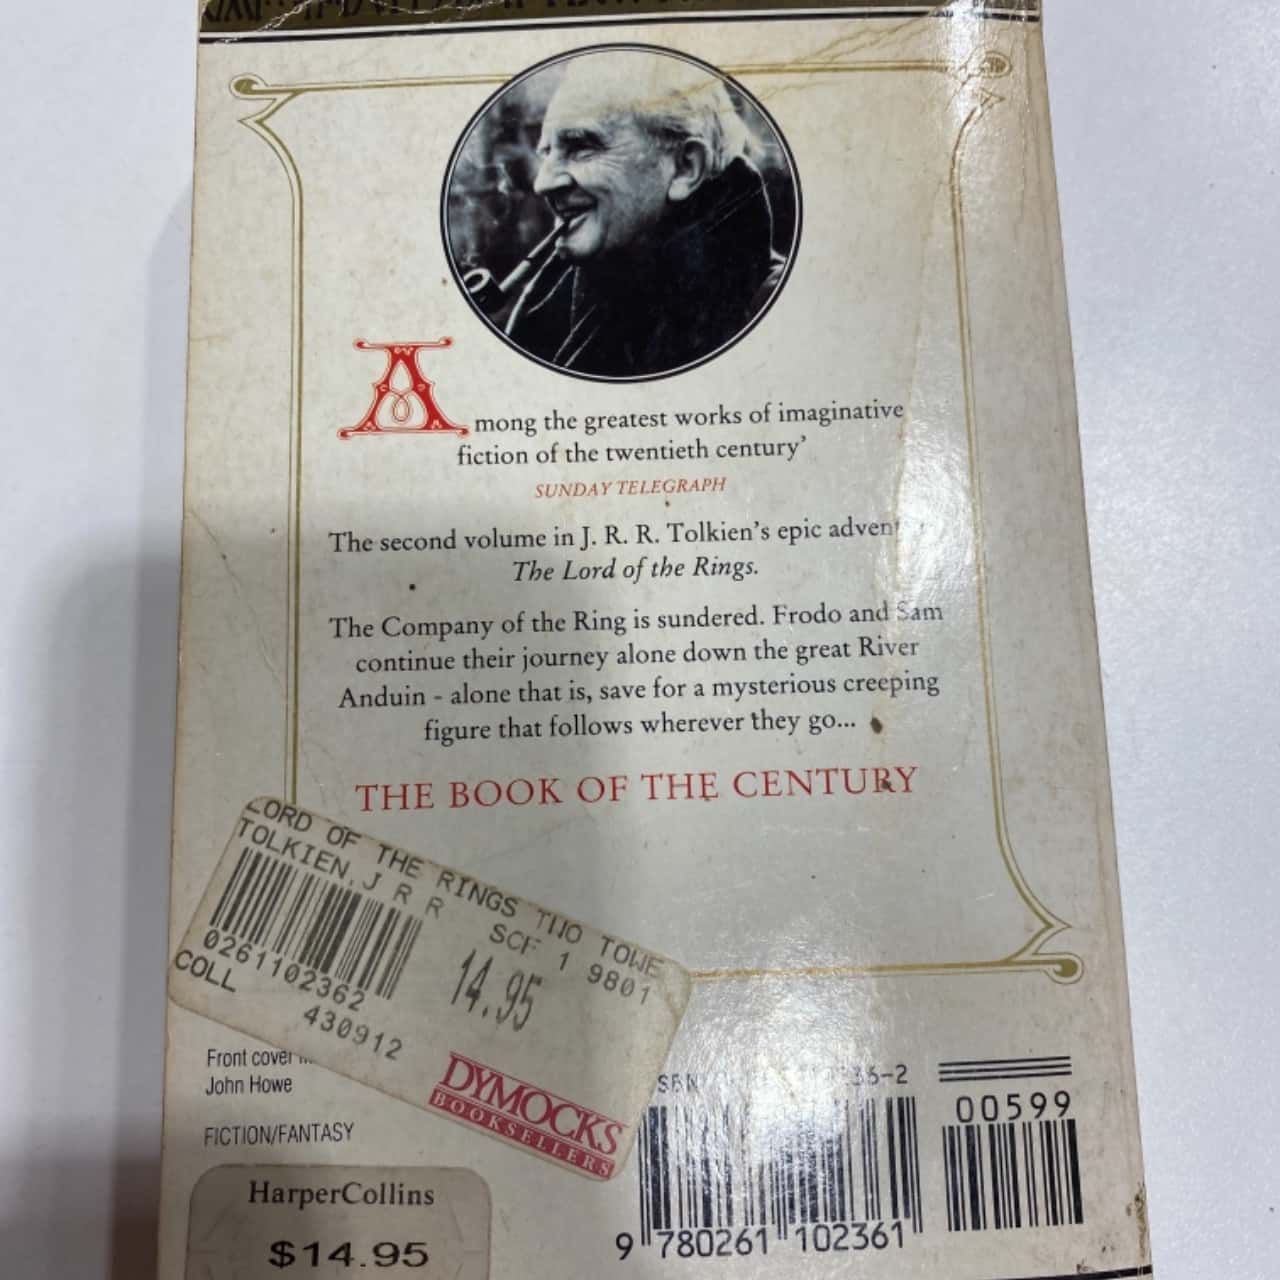 Among the greatest works of imaginative
fiction of the twentieth century’
SUNDAY TELEGRAPH
The second volume in J. R. R. Tolkien’s epic
The Lord of the Rings.
The Company of the Ring is sundered. Frodo and Sam
continue their journey alone down the great River
Anduin - alone that is, save for a mysterious creeping
figure that follows wherever they go...
THE BOOK OF THE CENTURY
LORD OF THE RINGS TWO TOWE
TOLKIEN,J R R SCF 1 9801
0261102362 14.95
COLL
430912
DYMOCKS
BOOKSELLERS
Front cover
John Howe
FICTION/FANTASY
HarperCollins
$14.95
00599
9 780261 102361